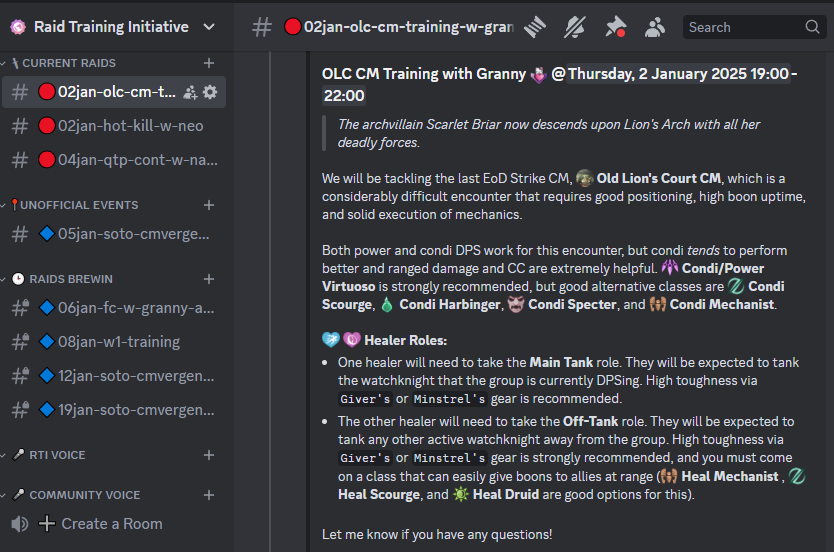 Raid Training Initiative
CURRENT RAIDS
02jan-olc-cm-t...
02jan-hot-kill-w-neo
04jan-qtp-cont-w-na...
UNOFFICIAL EVENTS
05jan-soto-cmverge...
RAIDS BREWIN
06jan-fc-w-granny-a...
08jan-w1-training
12jan-soto-cmvergen...
19jan-soto-cmvergen...
RTI VOICE
COMMUNITY VOICE
Create a Room
02jan-olc-cm-training-w-gran
Search
OLC CM Training with Granny @ Thursday, 2 January 2025 19:00 -
22:00
The archvillain Scarlet Briar now descends upon Lion's Arch with all her
deadly forces.
We will be tackling the last EoD Strike CM, Old Lion's Court CM, which is a
considerably difficult encounter that requires good positioning, high boon uptime,
and solid execution of mechanics.
Both power and condi DPS work for this encounter, but condi tends to perform
better and ranged damage and CC are extremely helpful. Condi/Power
Virtuoso is strongly recommended, but good alternative classes are Condi
Scourge, Condi Harbinger, Condi Specter, and Condi Mechanist.
Healer Roles:
• One healer will need to take the Main Tank role. They will be expected to tank
the watchknight that the group is currently DPSing. High toughness via
Giver's or Minstrel's gear is recommended.
• The other healer will need to take the Off-Tank role. They will be expected to
tank any other active watchknight away from the group. High toughness via
Giver's or Minstrel's gear is strongly recommended, and you must come
on a class that can easily give boons to allies at range ( Heal Mechanist ,
Heal Scourge, and Heal Druid are good options for this).
Let me know if you have any questions!